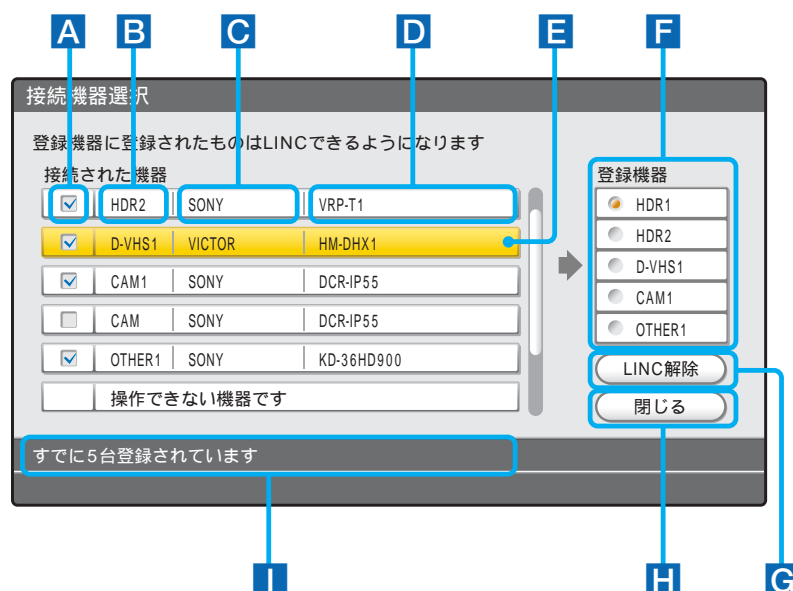 A B C D E F
接続機器選択
登録機器に登録されたものはLINCできるようになります
接続された機器
HDR2 SONY VRP-T1
D-VHS1 VICTOR HM-DHX1
CAM1 SONY DCR-IP55
CAM SONY DCR-IP55
OTHER1 SONY KD-36HD900
操作できない機器です
登録機器
HDR1
HDR2
D-VHS1
CAM1
OTHER1
LINC解除
閉じる
すでに5台登録されています
I H G